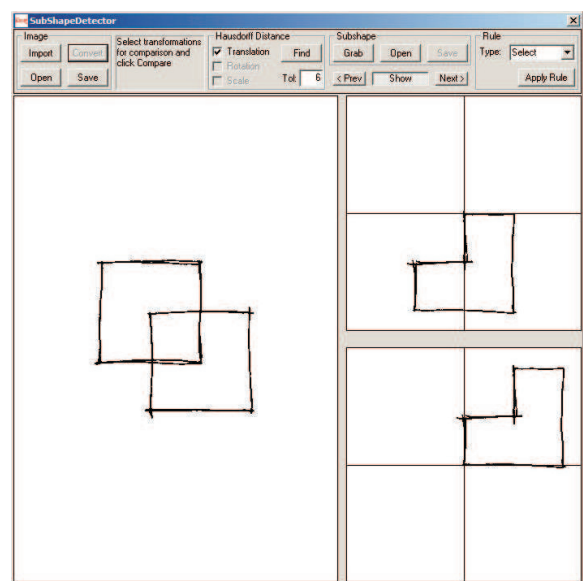 SubShapeDetector
Image
Import Convert
Open Save
Select transformations
for comparison and
click Compare
Hausdorff Distance
Translation Find
Rotation
Scale Tol: 6
Subshape
Grab Open Save
< Prev Show Next >
Rule
Type: Select
Apply Rule